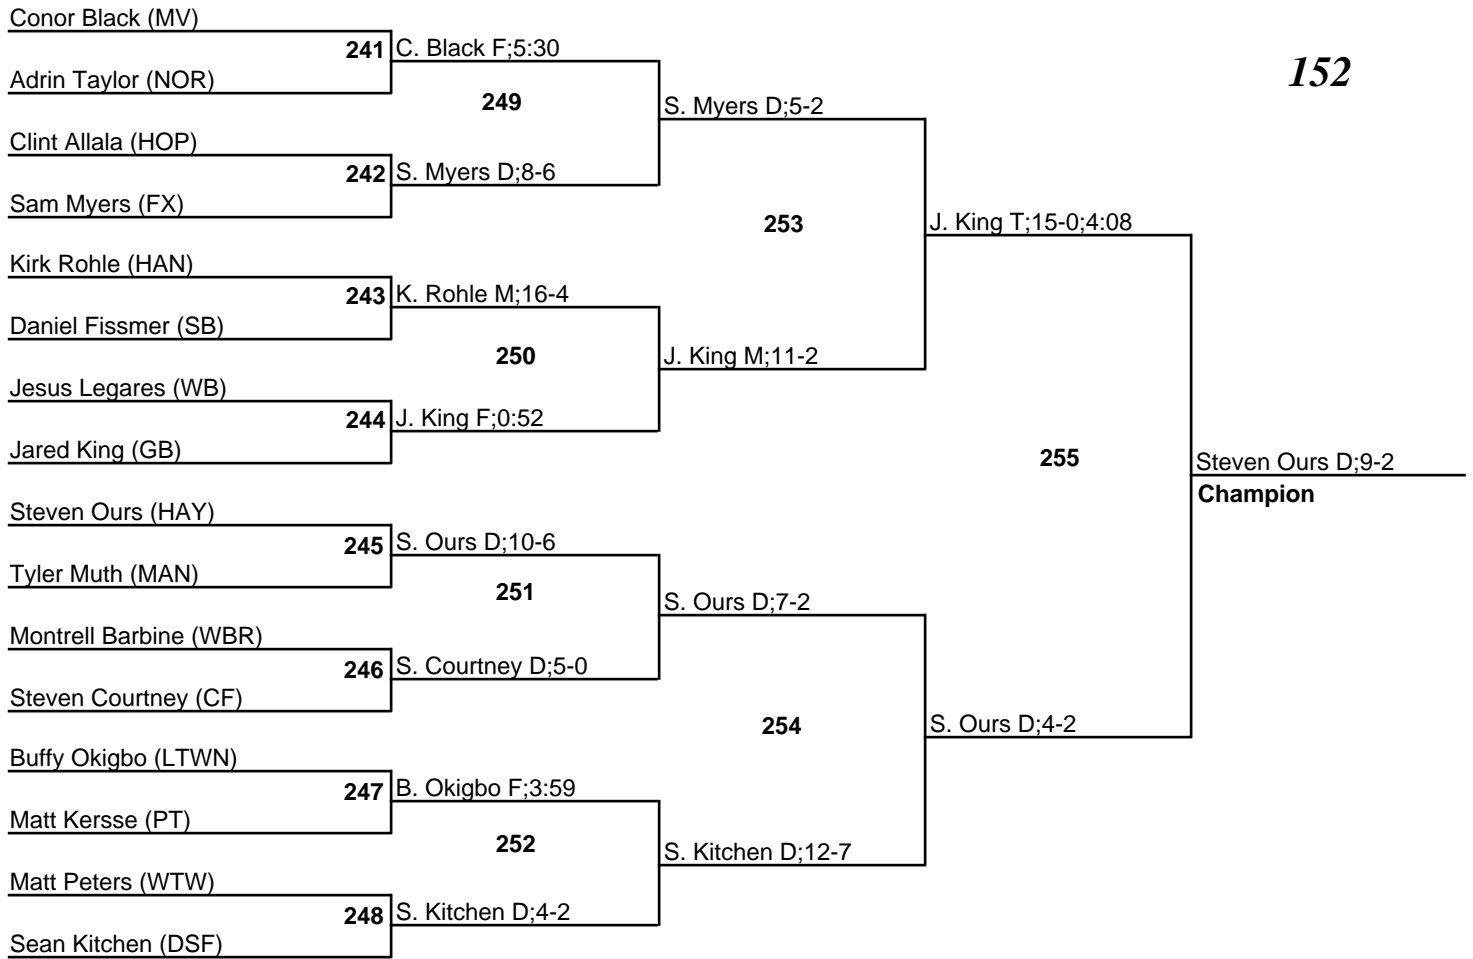 Conor Black (MV)
241 C. Black F;5:30
152
Adrin Taylor (NOR)
249
S. Myers D;5-2
Clint Allala (HOP)
242 S. Myers D;8-6
Sam Myers (FX)
253
J. King T;15-0;4:08
Kirk Rohle (HAN)
243 K. Rohle M;16-4
Daniel Fissmer (SB)
250
J. King M;11-2
Jesus Legares (WB)
244 J. King F;0:52
Jared King (GB)
255
Steven Ours D;9-2
Champion
Steven Ours (HAY)
245 S. Ours D;10-6
Tyler Muth (MAN)
251
S. Ours D;7-2
Montrell Barbine (WBR)
246 S. Courtney D;5-0
Steven Courtney (CF)
254
S. Ours D;4-2
Buffy Okigbo (LTWN)
247 B. Okigbo F;3:59
Matt Kersse (PT)
252
S. Kitchen D;12-7
Matt Peters (WTW)
248 S. Kitchen D;4-2
Sean Kitchen (DSF)